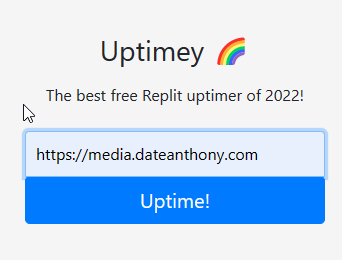 Uptimey 🌈
The best free Replit uptimer of 2022!
https://media.dateanthony.com
Uptime!